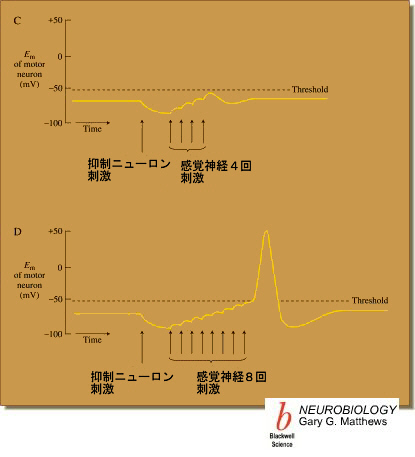 C
+50
0
−50
−100
Em
of motor
neuron
(mV)
Threshold
Time
抑制ニューロン
刺激
感覚神経４回
刺激
D
+50
0
−50
−100
Em
of motor
neuron
(mV)
Threshold
Time
抑制ニューロン
刺激
感覚神経８回
刺激
b
Blackwell
Science
NEUROBIOLOGY
Gary G. Matthews